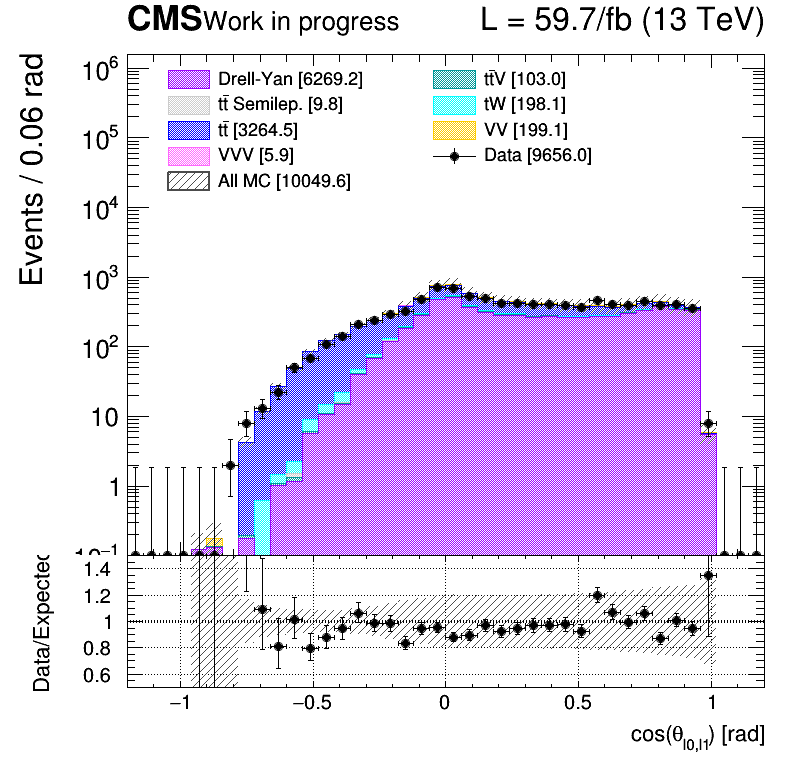 CMS Work in progress L = 59.7/fb (13 TeV)
Events / 0.06 rad
Drell-Yan [6269.2]
tt̄ Semilep. [9.8]
tt̄ [3264.5]
VVV [5.9]
All MC [10049.6]
tt̄V [103.0]
tW [198.1]
VV [199.1]
Data [9656.0]
10⁶
10⁵
10⁴
10³
10²
10
1
10⁻¹
Data/Expected
1.4
1.2
1
0.8
0.6
−1 −0.5 0 0.5 1
cos(θ_l0,l1) [rad]